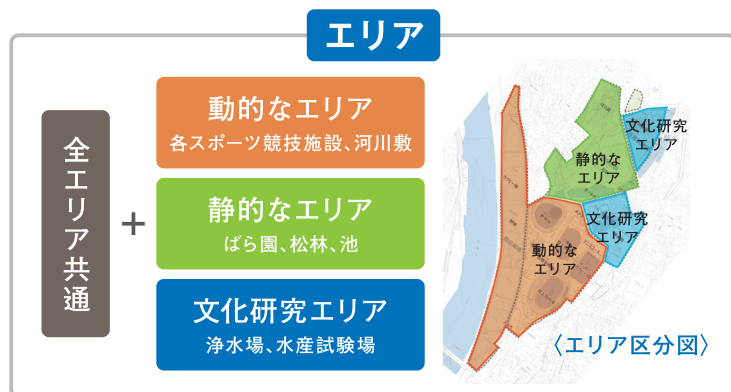 エリア
全エリア共通
+
動的なエリア
各スポーツ競技施設、河川敷
静的なエリア
ばら園、松林、池
文化研究エリア
浄水場、水産試験場
文化研究
エリア
静的な
エリア
文化研究
エリア
動的な
エリア
〈エリア区分図〉